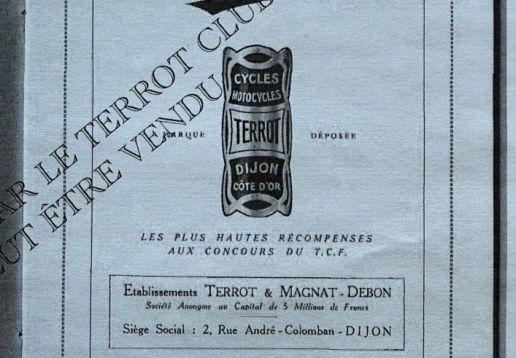 AR LE TERROT CLUB
UT ÊTRE VENDU
CYCLES
MOTOCYCLES
TERROT
DIJON
CÔTE D'OR
MARQUE DÉPOSÉE
LES PLUS HAUTES RÉCOMPENSES
AUX CONCOURS DU T.C.F.
Etablissements TERROT & MAGNAT-DEBON
Société Anonyme au Capital de 5 Millions de Francs
Siège Social : 2, Rue André-Colomban-DIJON